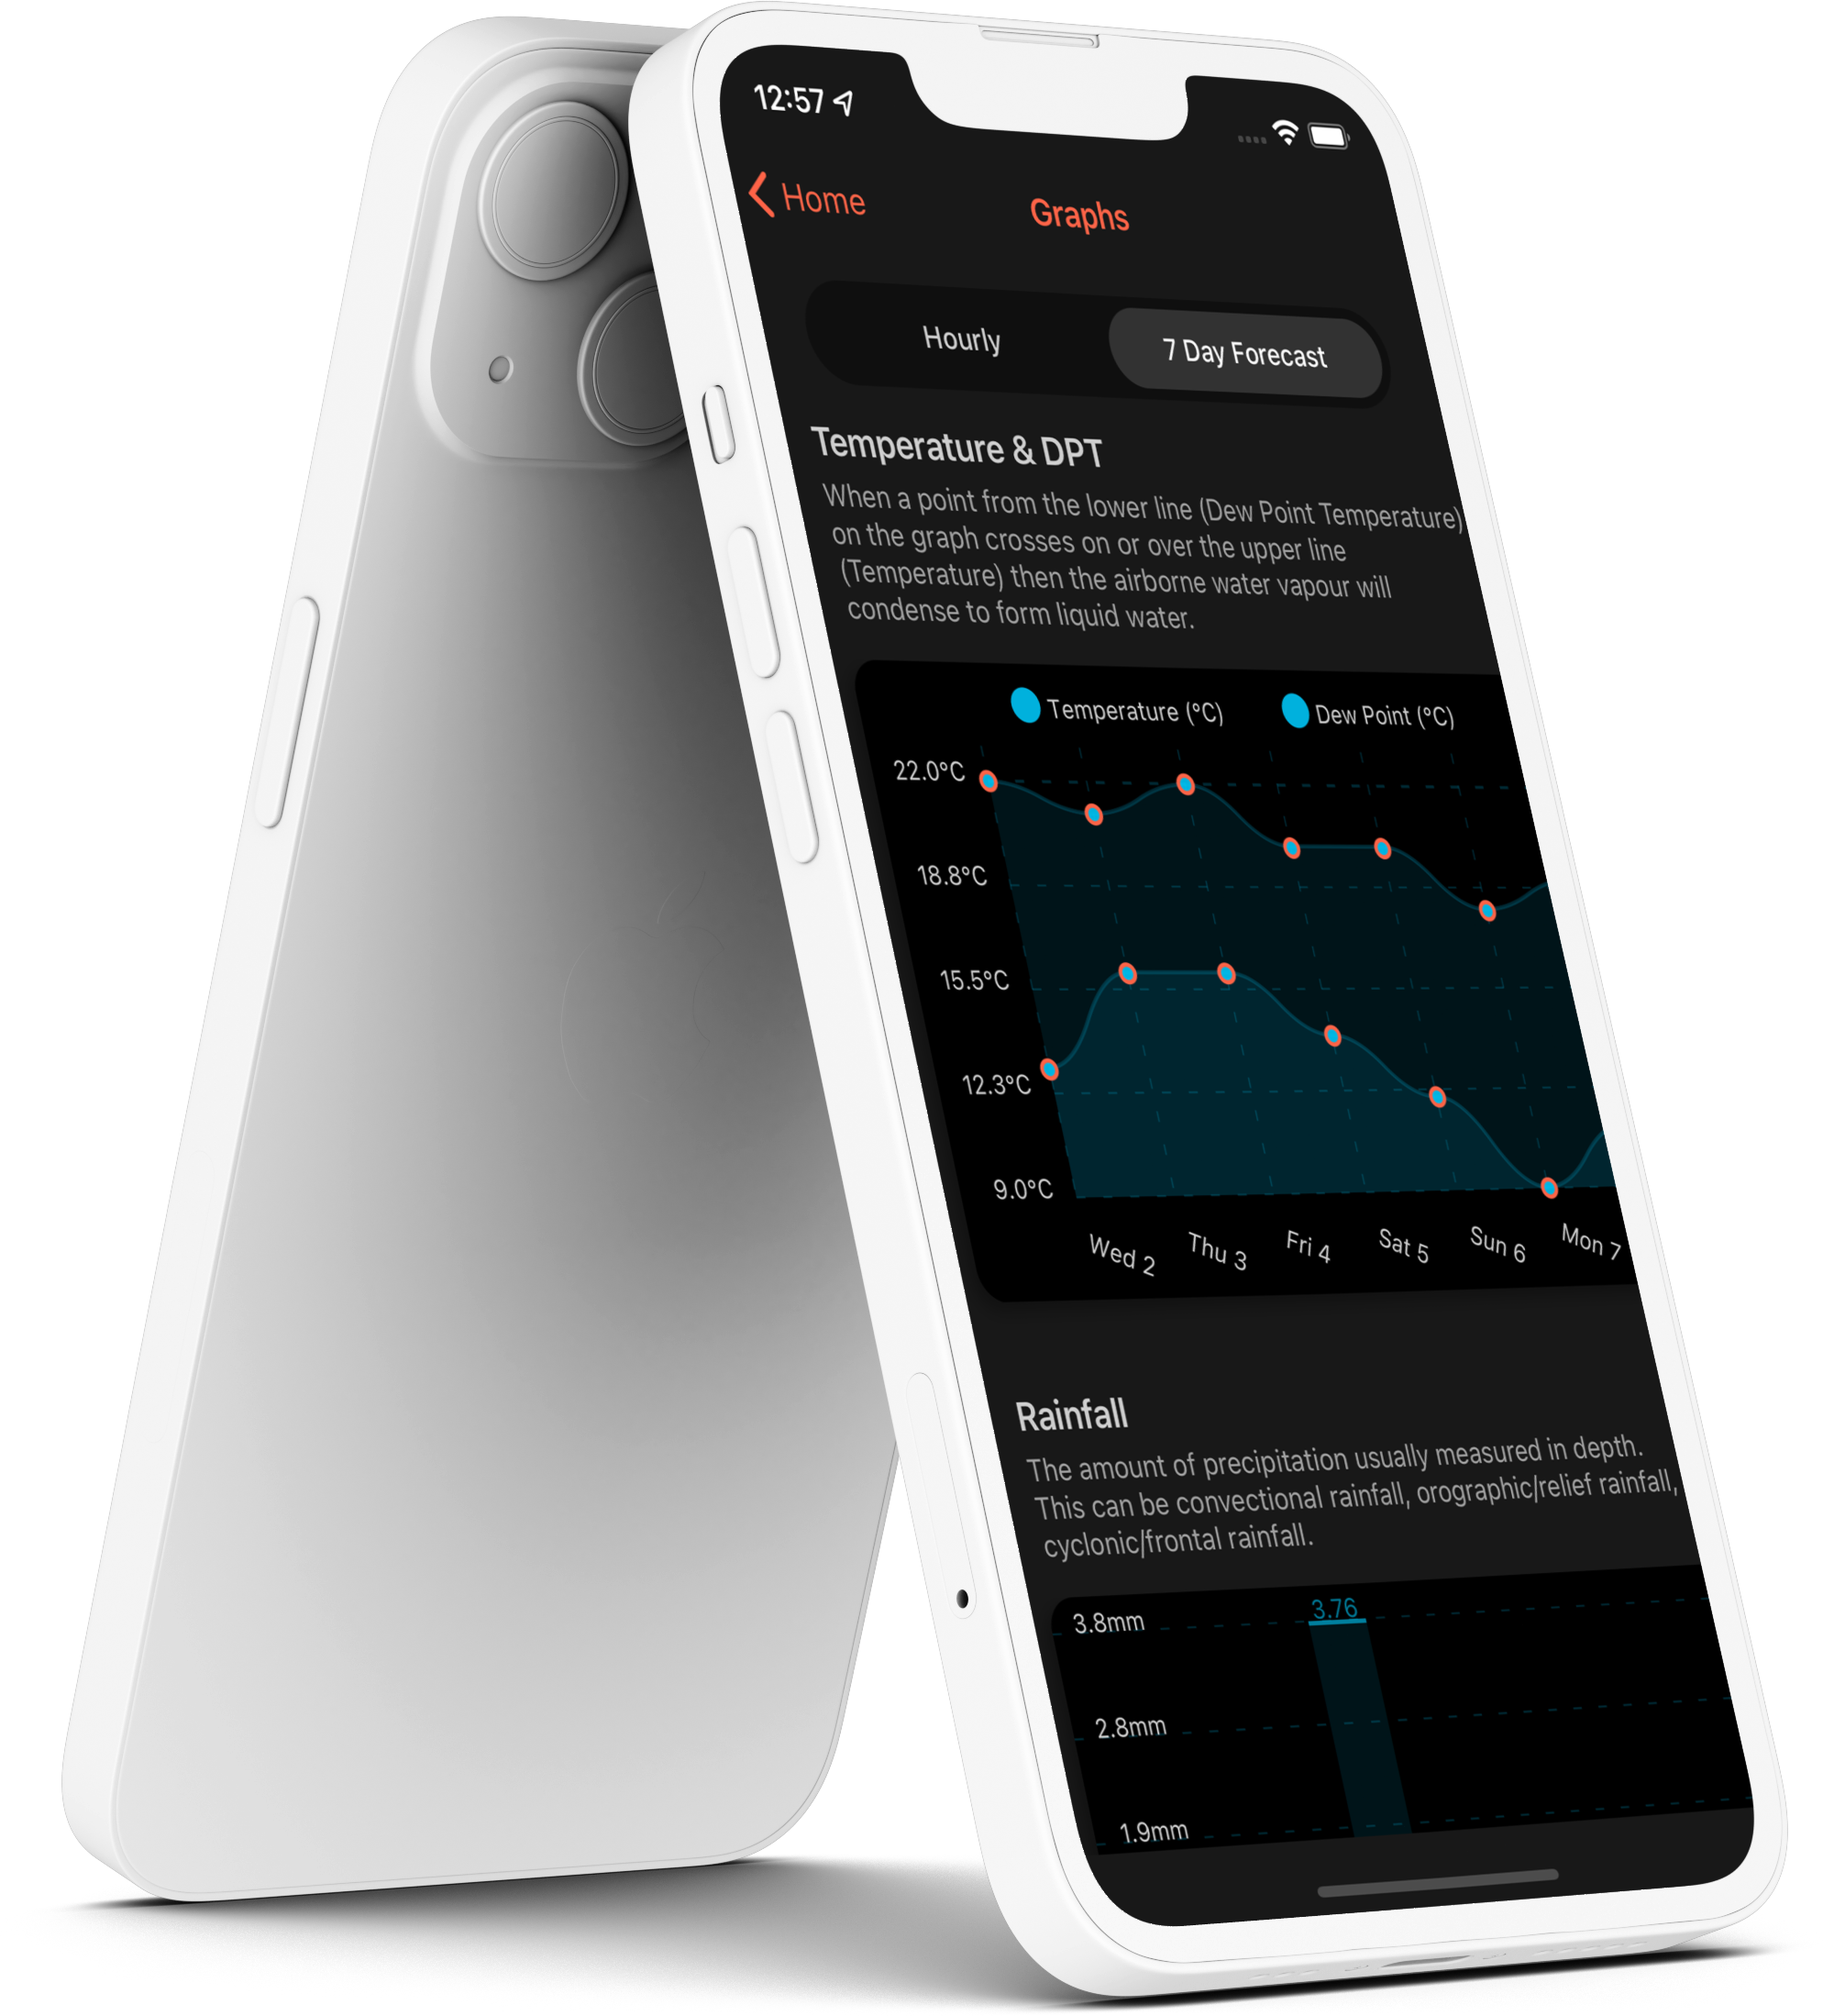 12:57
Home
Graphs
Hourly
7 Day Forecast
Temperature & DPT
When a point from the lower line (Dew Point Temperature)
on the graph crosses on or over the upper line
(Temperature) then the airborne water vapour will
condense to form liquid water.
Temperature (°C)
Dew Point (°C)
22.0°C
18.8°C
15.5°C
12.3°C
9.0°C
Wed 2
Thu 3
Fri 4
Sat 5
Sun 6
Mon 7
Rainfall
The amount of precipitation usually measured in depth.
This can be convectional rainfall, orographic/relief rainfall,
cyclonic/frontal rainfall.
3.8mm
3.76
2.8mm
1.9mm